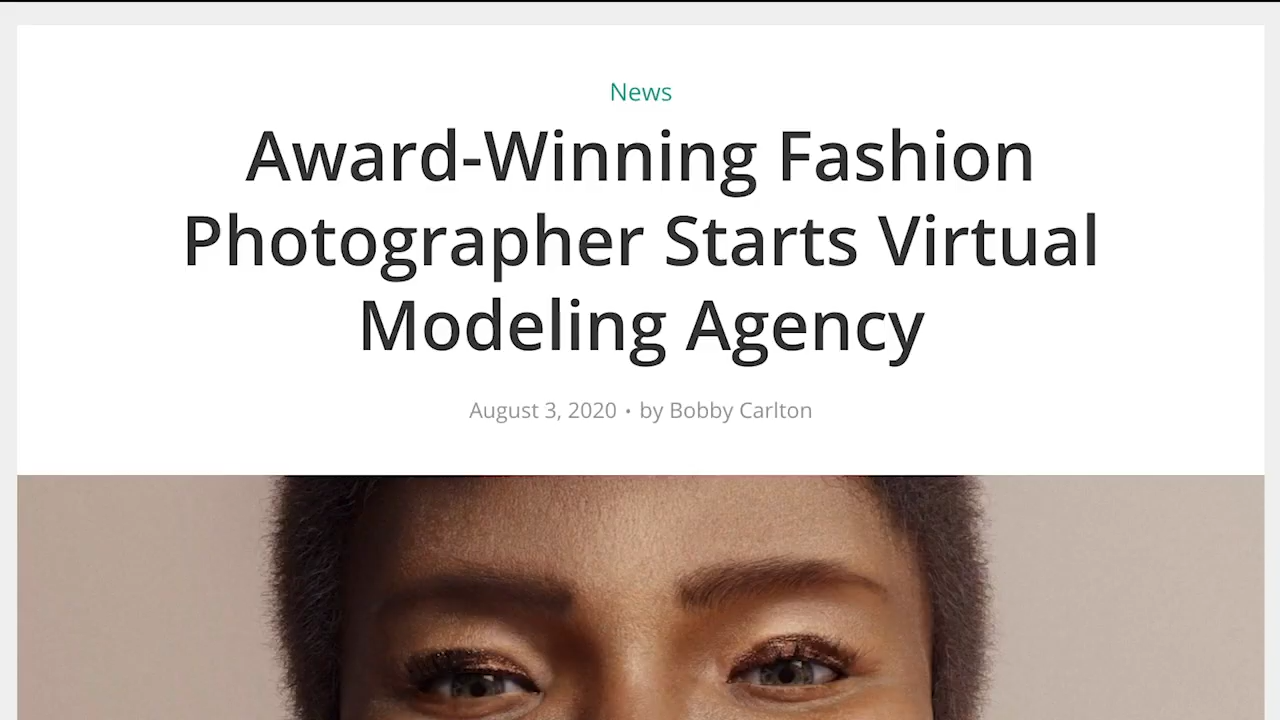 News
Award-Winning Fashion
Photographer Starts Virtual
Modeling Agency
August 3, 2020 • by Bobby Carlton